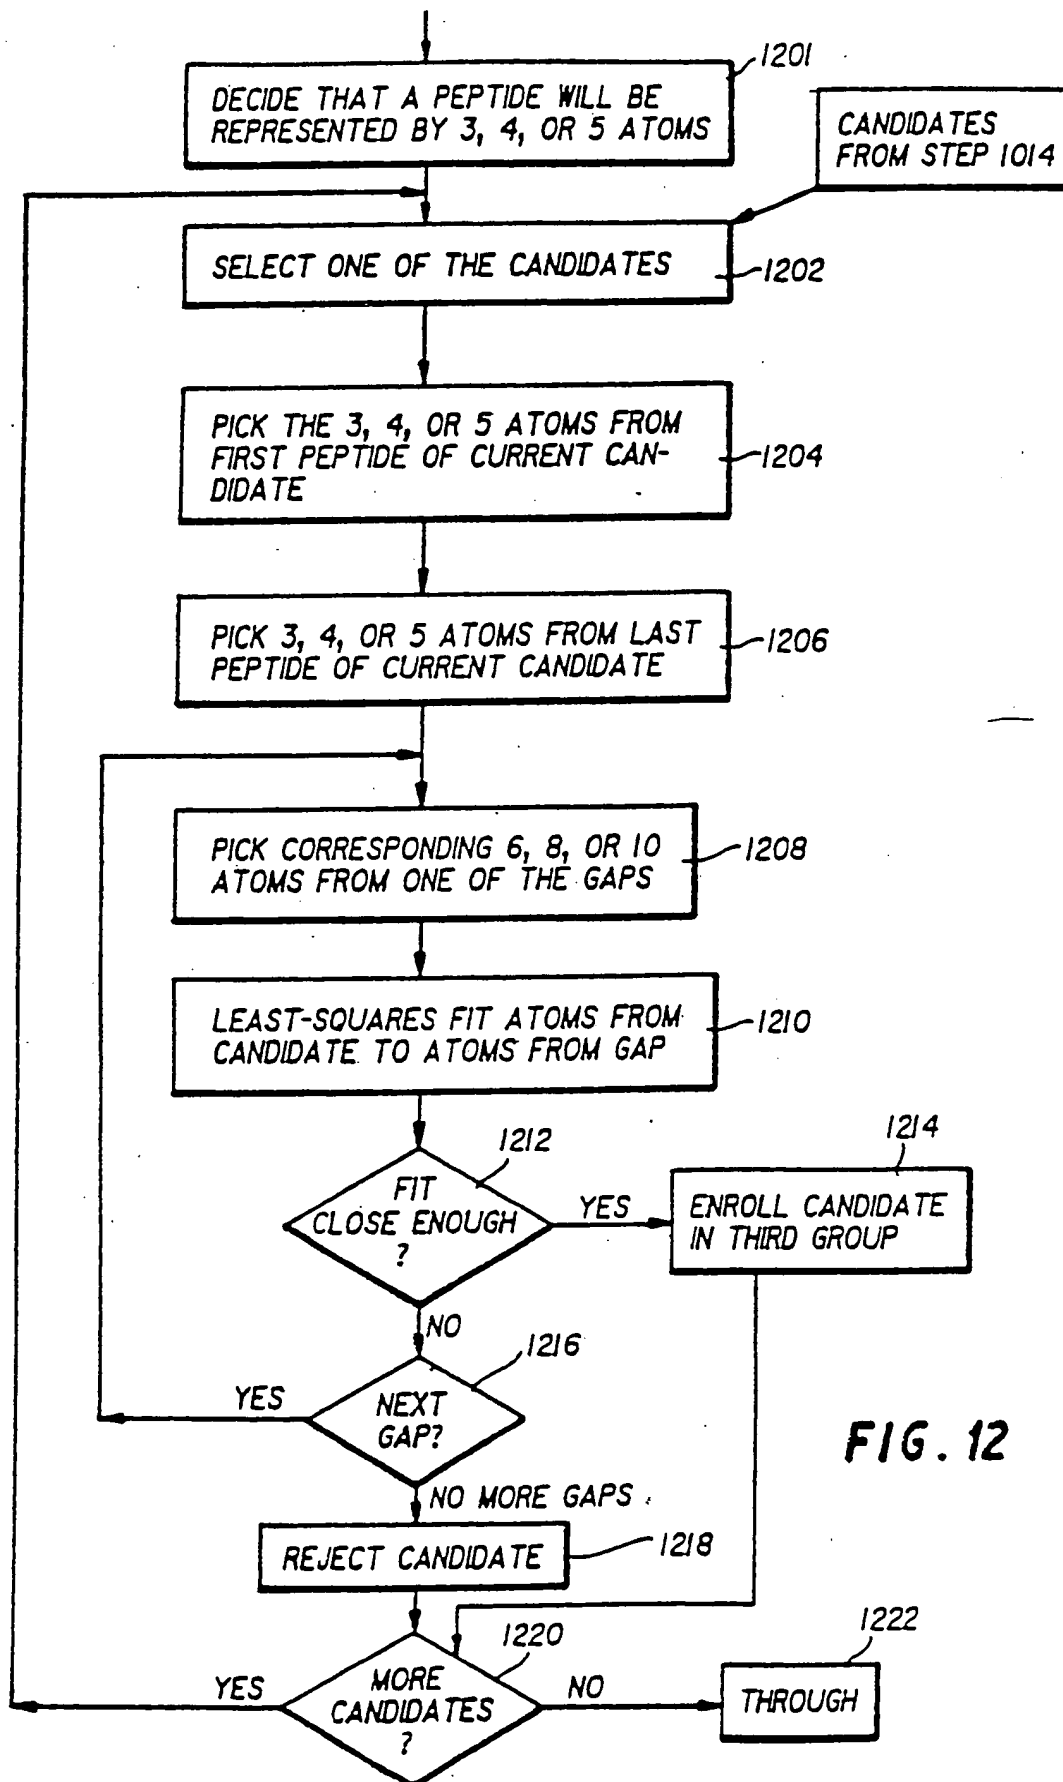 1201
DECIDE THAT A PEPTIDE WILL BE
REPRESENTED BY 3, 4, OR 5 ATOMS
CANDIDATES
FROM STEP 1014
SELECT ONE OF THE CANDIDATES
1202
PICK THE 3, 4, OR 5 ATOMS FROM
FIRST PEPTIDE OF CURRENT CAN-
DIDATE
1204
PICK 3, 4, OR 5 ATOMS FROM LAST
PEPTIDE OF CURRENT CANDIDATE
1206
PICK CORRESPONDING 6, 8, OR 10
ATOMS FROM ONE OF THE GAPS
1208
LEAST-SQUARES FIT ATOMS FROM
CANDIDATE TO ATOMS FROM GAP
1210
1212
FIT
CLOSE ENOUGH
?
YES
1214
ENROLL CANDIDATE
IN THIRD GROUP
NO
1216
NEXT
GAP?
YES
FIG. 12
NO MORE GAPS
REJECT CANDIDATE
1218
1220
MORE
CANDIDATES
?
YES
NO
1222
THROUGH